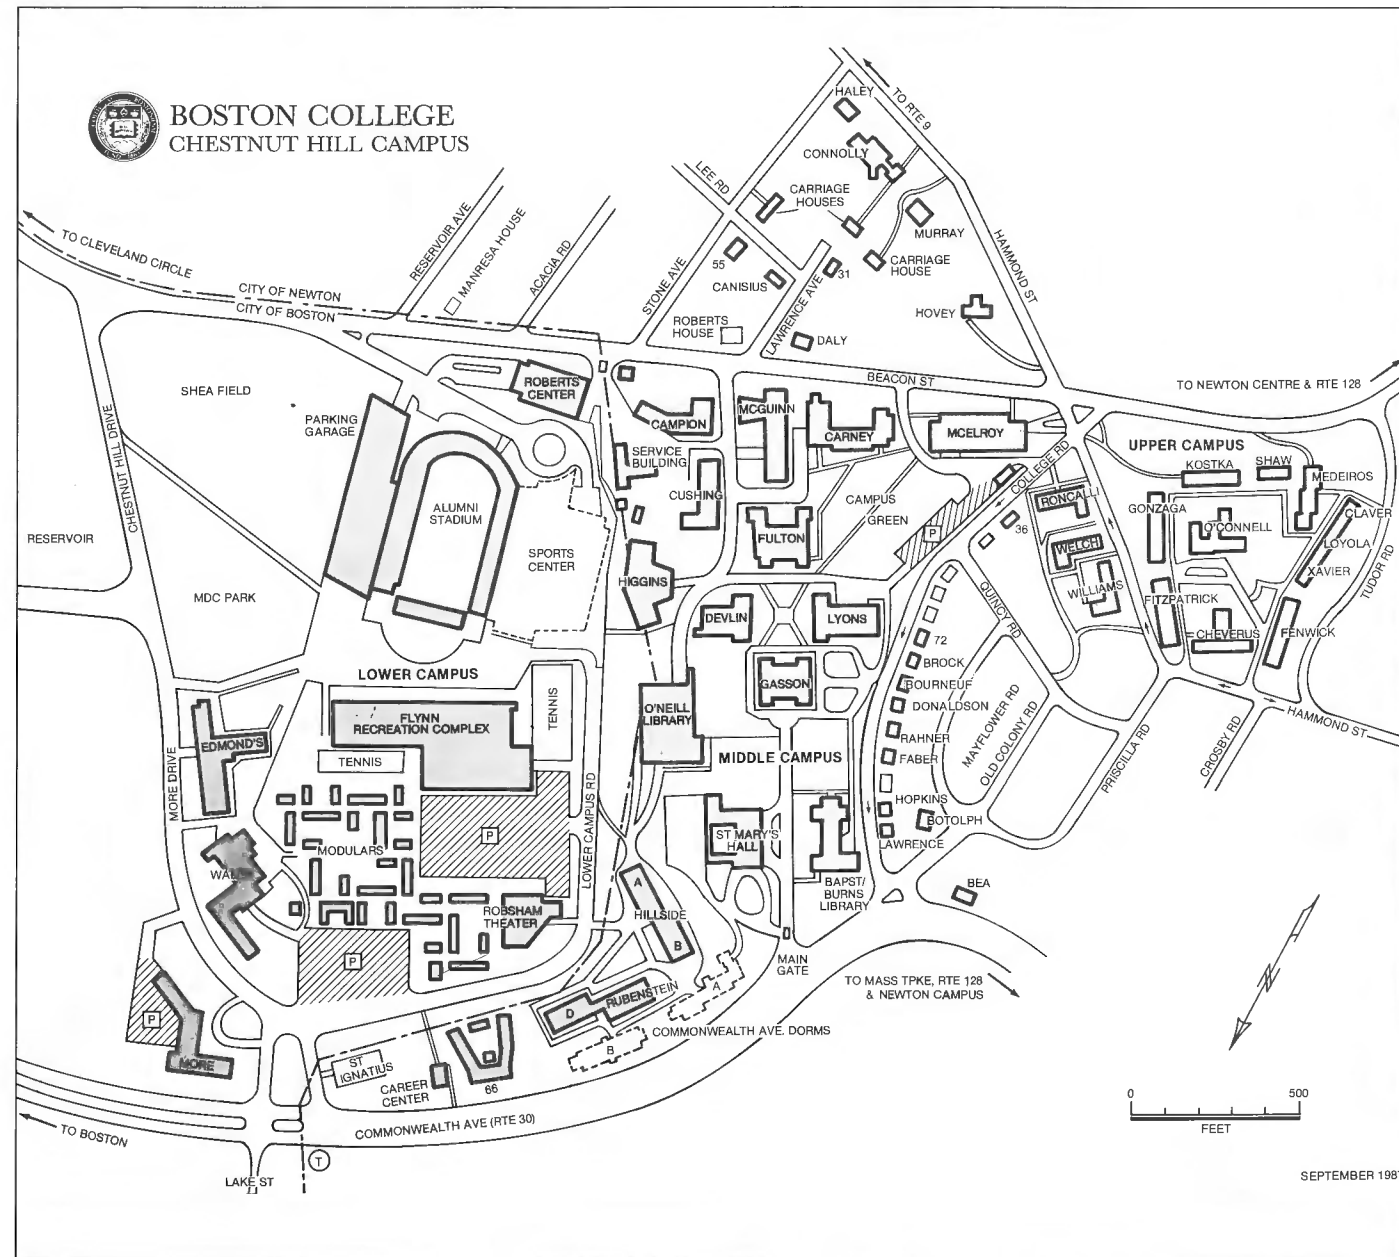 BOSTON COLLEGE
CHESTNUT HILL CAMPUS
HALEY
TO RTE 9
CONNOLLY
LEE RD
CARRIAGE
HOUSES
MURRAY
CARRIAGE
HOUSE
HAMMOND ST
RESERVOIR AVE
MANRESA HOUSE
ACACIA RD
STONE AVE
55
CANISIUS
31
LAWRENCE AVE
HOVEY
TO CLEVELAND CIRCLE
CITY OF NEWTON
CITY OF BOSTON
ROBERTS
HOUSE
DALY
BEACON ST
TO NEWTON CENTRE & RTE 128
SHEA FIELD
PARKING
GARAGE
ROBERTS
CENTER
CAMPION
MCGUINN
CARNEY
MCELROY
COLLEGE RD
UPPER CAMPUS
KOSTKA
SHAW
MEDEIROS
CHESTNUT HILL DRIVE
SERVICE
BUILDING
CUSHING
CAMPUS
GREEN
P
RONCALLI
36
GONZAGA
O'CONNELL
CLAVER
LOYOLA
XAVIER
TUDOR RD
RESERVOIR
ALUMNI
STADIUM
SPORTS
CENTER
FULTON
HIGGINS
WELCH
WILLIAMS
QUINCY RD
FITZPATRICK
CHEVERUS
FENWICK
MDC PARK
DEVLIN
LYONS
72
BROCK
BOURNEUF
DONALDSON
RAHNER
FABER
MAYFLOWER RD
OLD COLONY RD
PRISCILLA RD
CROSBY RD
HAMMOND ST
LOWER CAMPUS
GASSON
O'NEILL
LIBRARY
TENNIS
FLYNN
RECREATION COMPLEX
TENNIS
EDMOND'S
MORE DRIVE
MIDDLE CAMPUS
HOPKINS
BOTOLPH
LAWRENCE
LOWER CAMPUS RD
P
MODULARS
ST MARY'S
HALL
BAPST/
BURNS
LIBRARY
BEA
ROBSHAM
THEATER
A
HILLSIDE
B
MAIN
GATE
TO MASS TPKE, RTE 128
& NEWTON CAMPUS
P
P
MORE
D
RUBENSTEIN
A
B
COMMONWEALTH AVE. DORMS
ST
IGNATIUS
CAREER
CENTER
66
COMMONWEALTH AVE (RTE 30)
TO BOSTON
LAKE ST
T
N
0
500
FEET
SEPTEMBER 198